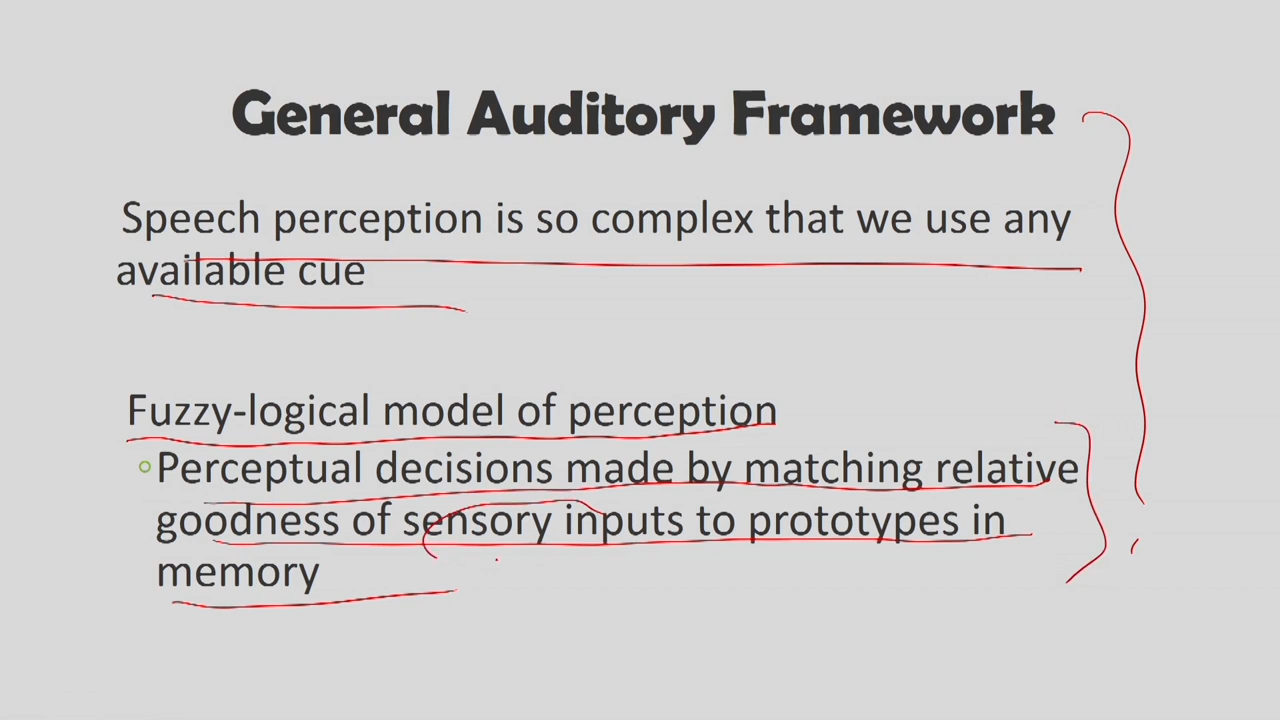 General Auditory Framework
Speech perception is so complex that we use any
available cue
Fuzzy-logical model of perception
Perceptual decisions made by matching relative
goodness of sensory inputs to prototypes in
memory